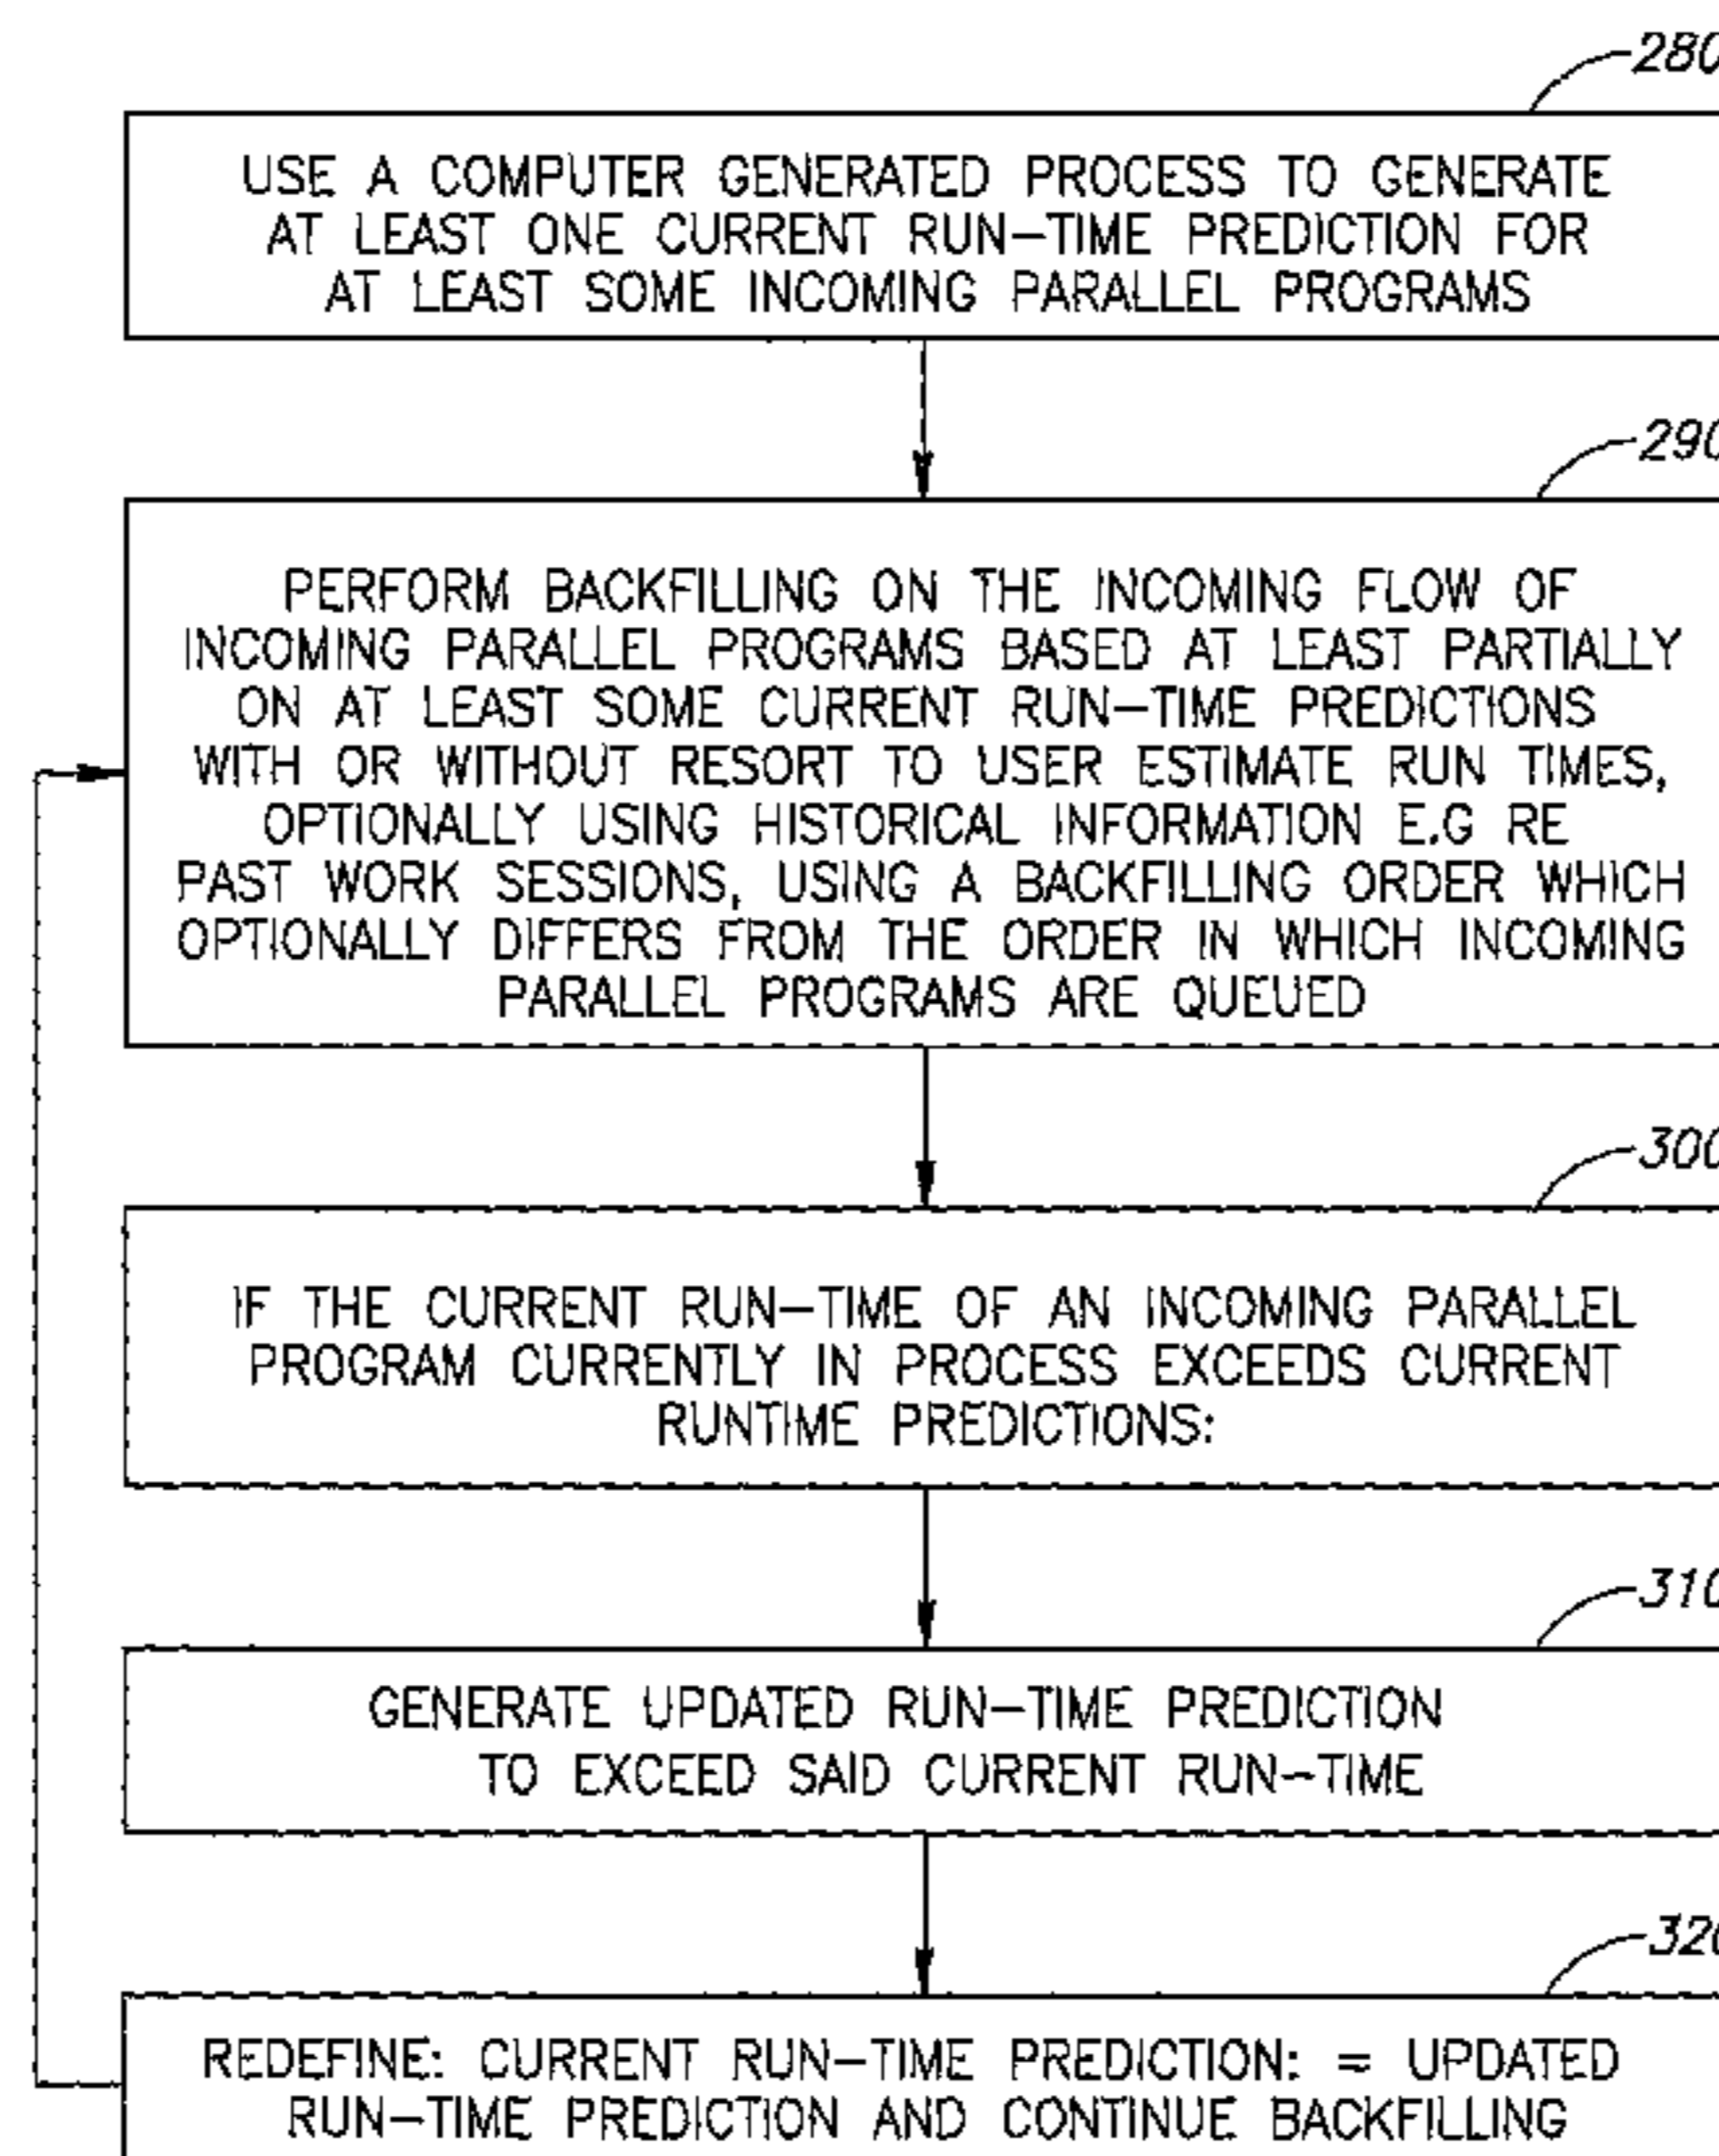 280
USE A COMPUTER GENERATED PROCESS TO GENERATE
AT LEAST ONE CURRENT RUN-TIME PREDICTION FOR
AT LEAST SOME INCOMING PARALLEL PROGRAMS
290
PERFORM BACKFILLING ON THE INCOMING FLOW OF
INCOMING PARALLEL PROGRAMS BASED AT LEAST PARTIALLY
ON AT LEAST SOME CURRENT RUN-TIME PREDICTIONS
WITH OR WITHOUT RESORT TO USER ESTIMATE RUN TIMES,
OPTIONALLY USING HISTORICAL INFORMATION E.G RE
PAST WORK SESSIONS, USING A BACKFILLING ORDER WHICH
OPTIONALLY DIFFERS FROM THE ORDER IN WHICH INCOMING
PARALLEL PROGRAMS ARE QUEUED
300
IF THE CURRENT RUN-TIME OF AN INCOMING PARALLEL
PROGRAM CURRENTLY IN PROCESS EXCEEDS CURRENT
RUNTIME PREDICTIONS:
310
GENERATE UPDATED RUN-TIME PREDICTION
TO EXCEED SAID CURRENT RUN-TIME
320
REDEFINE: CURRENT RUN-TIME PREDICTION: = UPDATED
RUN-TIME PREDICTION AND CONTINUE BACKFILLING